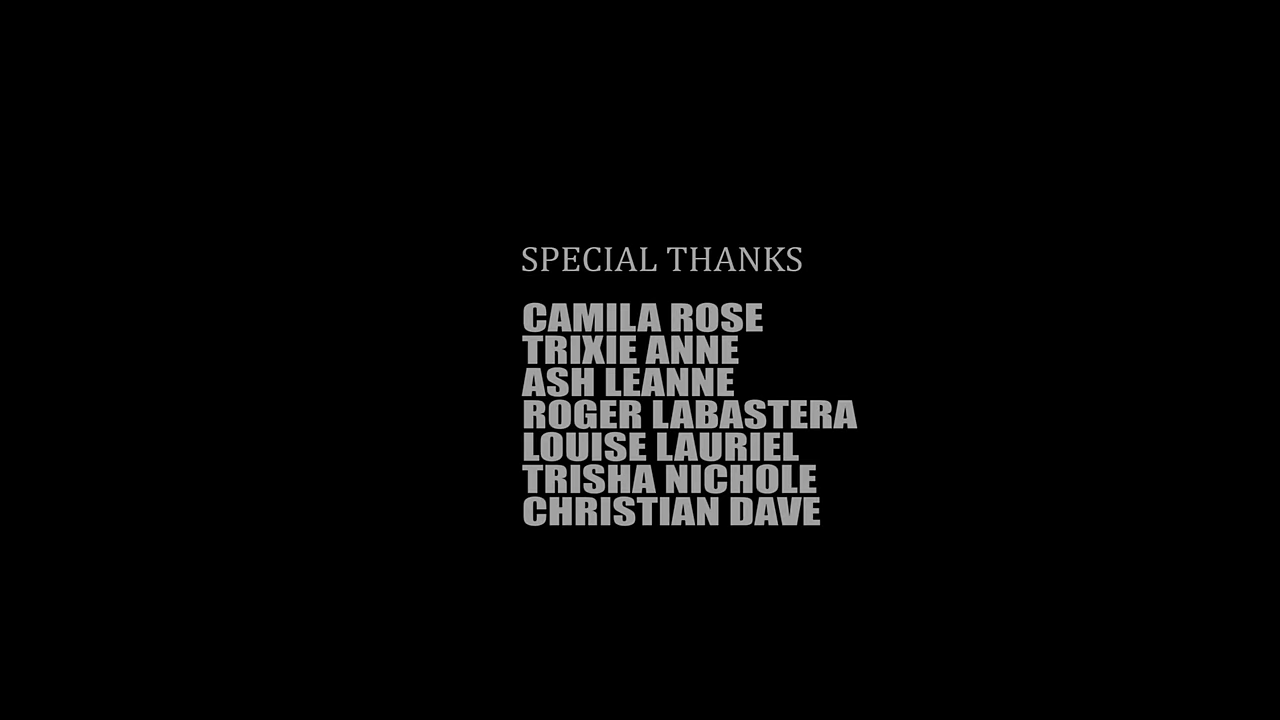 SPECIAL THANKS
CAMILA ROSE
TRIXIE ANNE
ASH LEANNE
ROGER LABASTERA
LOUISE LAURIEL
TRISHA NICHOLE
CHRISTIAN DAVE